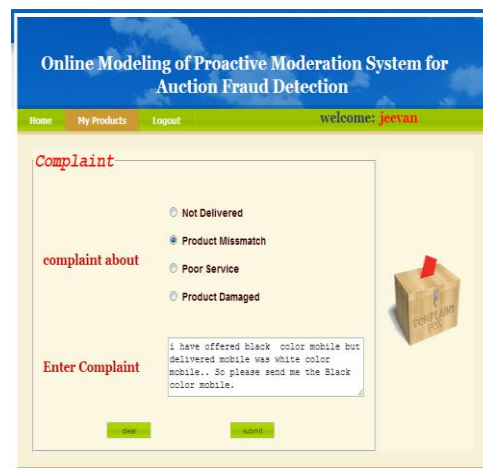 Online Modeling of Proactive Moderation System for
Auction Fraud Detection
Home My Products Logout welcome: jeevan
Complaint
complaint about
Not Delivered
Product Missmatch
Poor Service
Product Damaged
COMPLAINT
BOX
Enter Complaint
i have offered black color mobile but
delivered mobile was white color
mobile.. So please send me the Black
color mobile.
clear submit